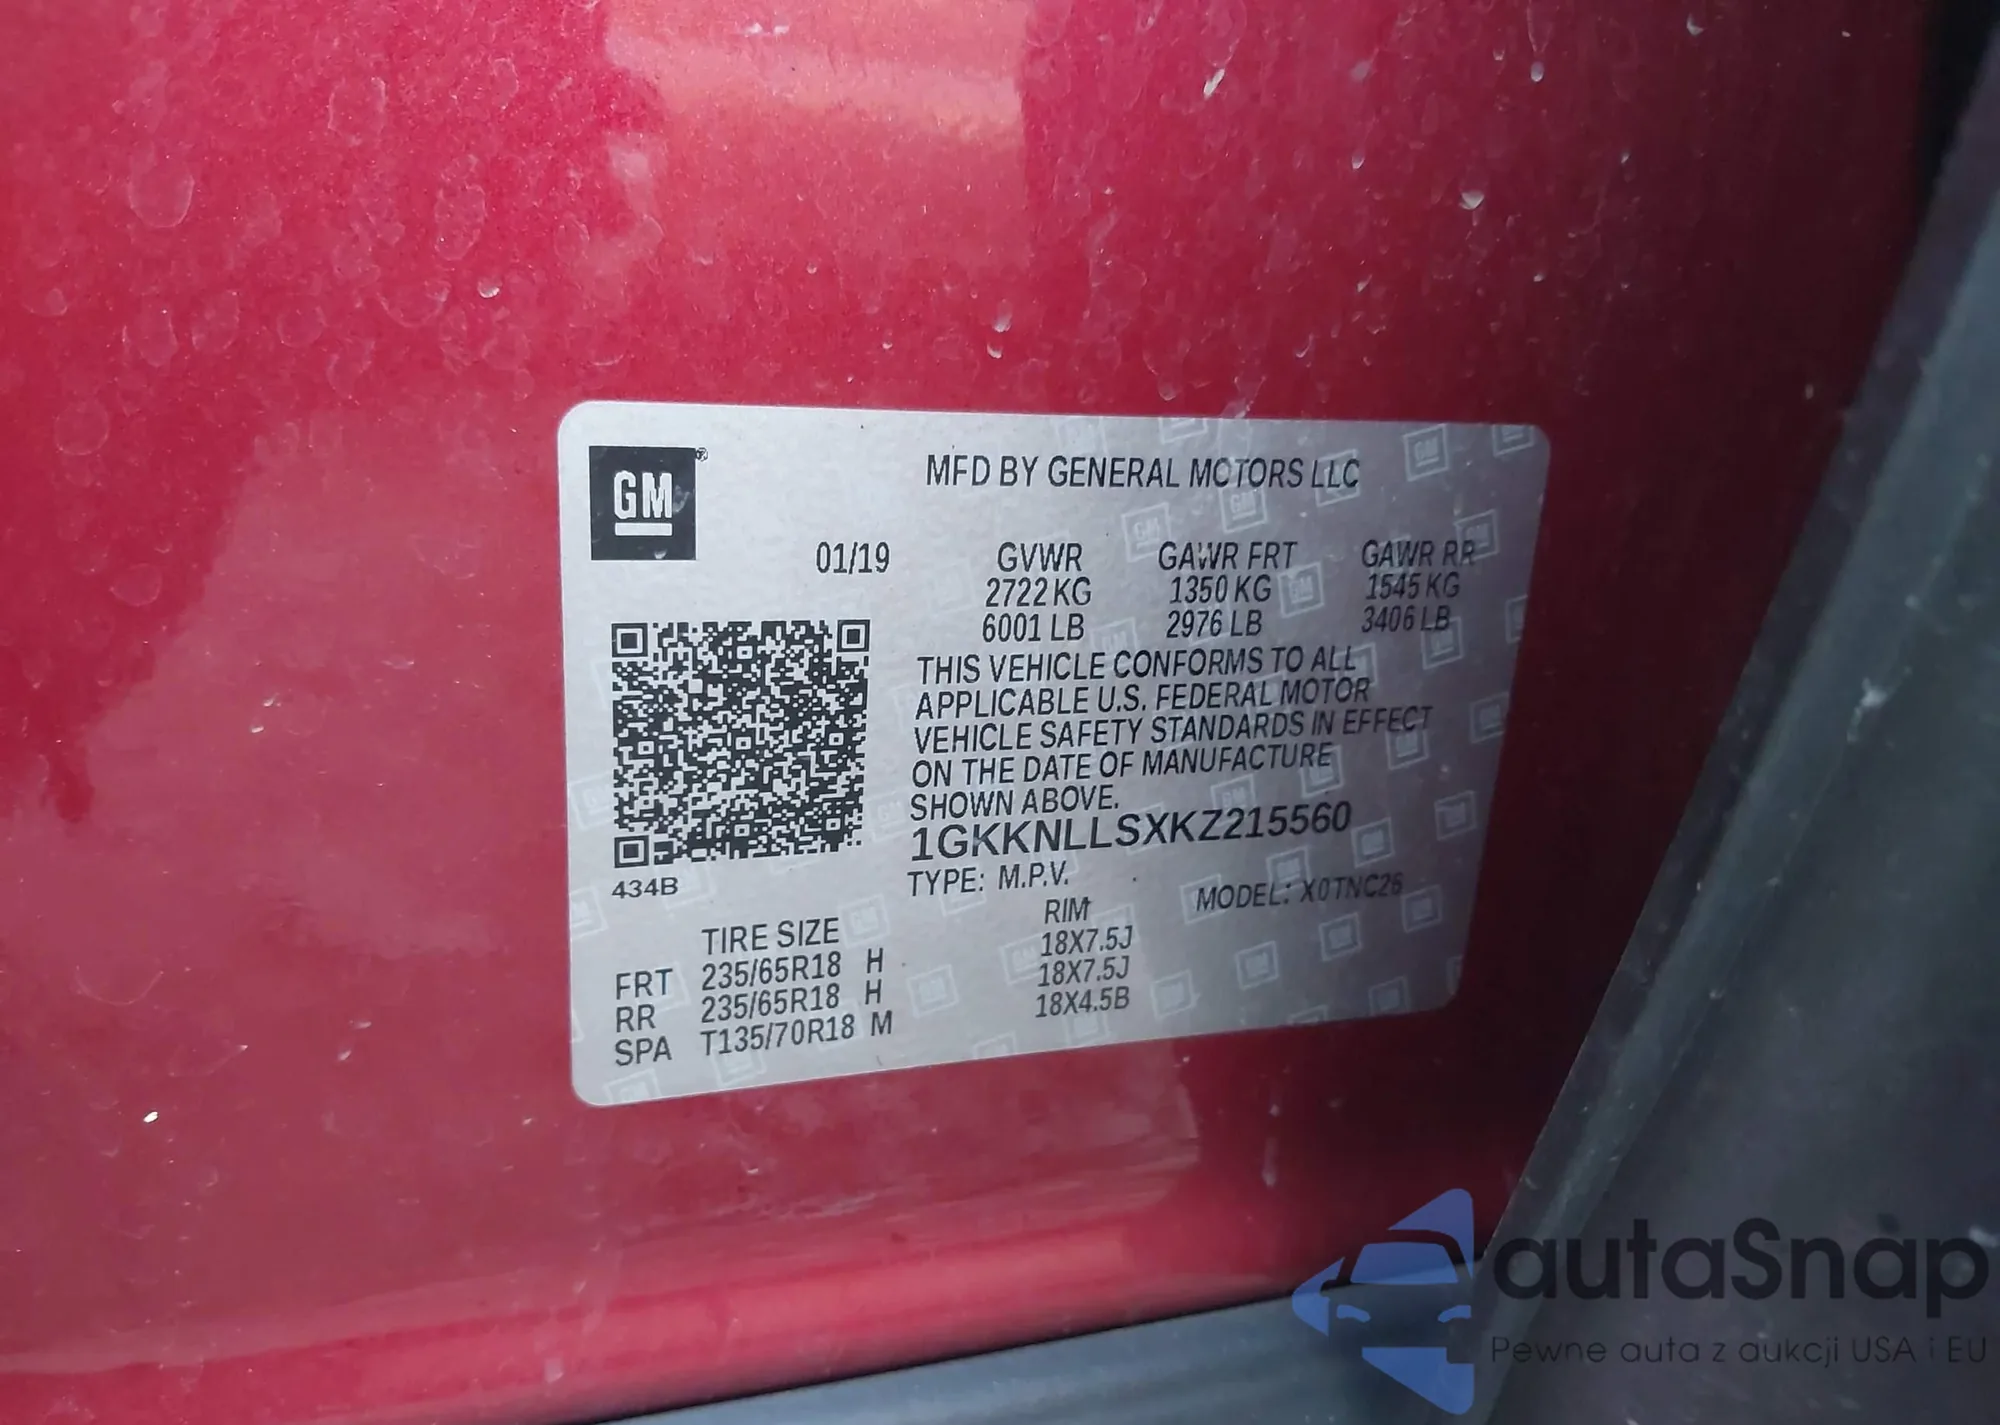 GM
MFD BY GENERAL MOTORS LLC
01/19 GVWR GAWR FRT GAWR RR
2722 KG 1350 KG 1545 KG
6001 LB 2976 LB 3406 LB
THIS VEHICLE CONFORMS TO ALL
APPLICABLE U.S. FEDERAL MOTOR
VEHICLE SAFETY STANDARDS IN EFFECT
ON THE DATE OF MANUFACTURE
SHOWN ABOVE.
1GKKNLLSXKZ215560
434B
TYPE: M.P.V. MODEL: X0TNC26
TIRE SIZE RIM
FRT 235/65R18 H 18X7.5J
RR 235/65R18 H 18X7.5J
SPA T135/70R18 M 18X4.5B
autaSnap
Pewne auta z aukcji USA i EU